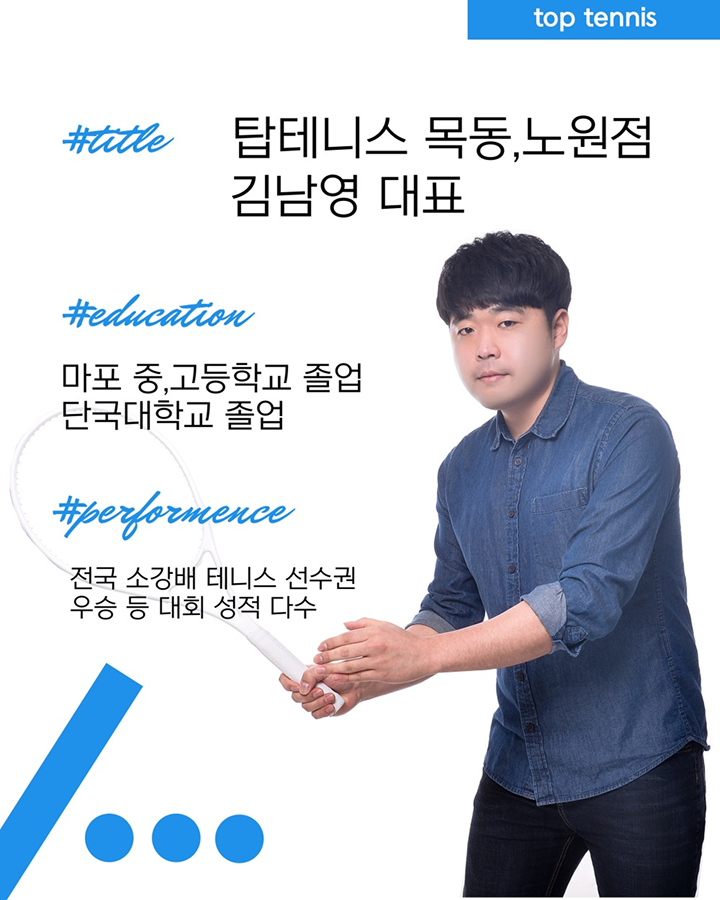 top tennis
#title
탑테니스 목동,노원점
김남영 대표
#education
마포 중,고등학교 졸업
단국대학교 졸업
#performence
전국 소강배 테니스 선수권
우승 등 대회 성적 다수